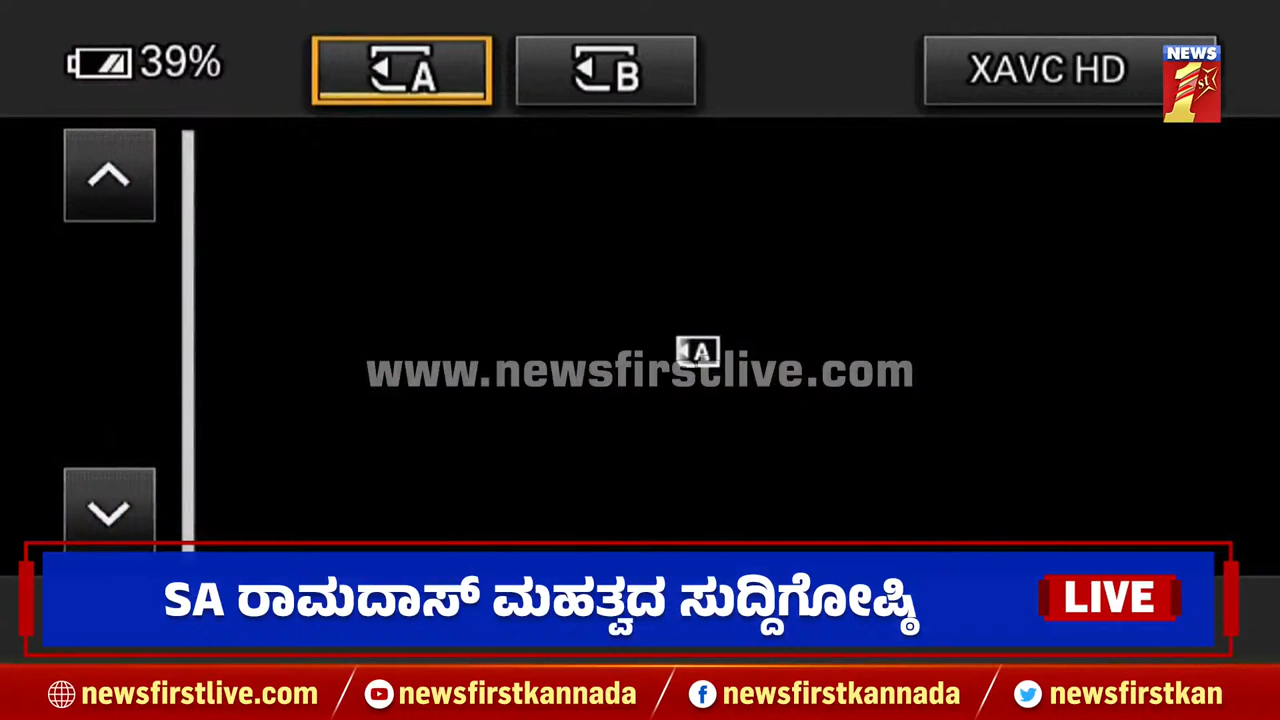 39%
A
B
XAVC HD
NEWS
1st
A
www.newsfirstlive.com
SA ರಾಮದಾಸ್ ಮಹತ್ವದ ಸುದ್ದಿಗೋಷ್ಠಿ
LIVE
newsfirstlive.com
newsfirstkannada
newsfirstkannada
newsfirstkan